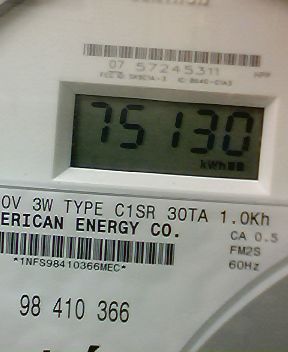 07 57245311
75130
kWh
0V 3W TYPE C1SR 30TA 1.0Kh
ERICAN ENERGY CO.
CA 0.5
FM2S
60Hz
*1NFS98410366MEC*
98 410 366